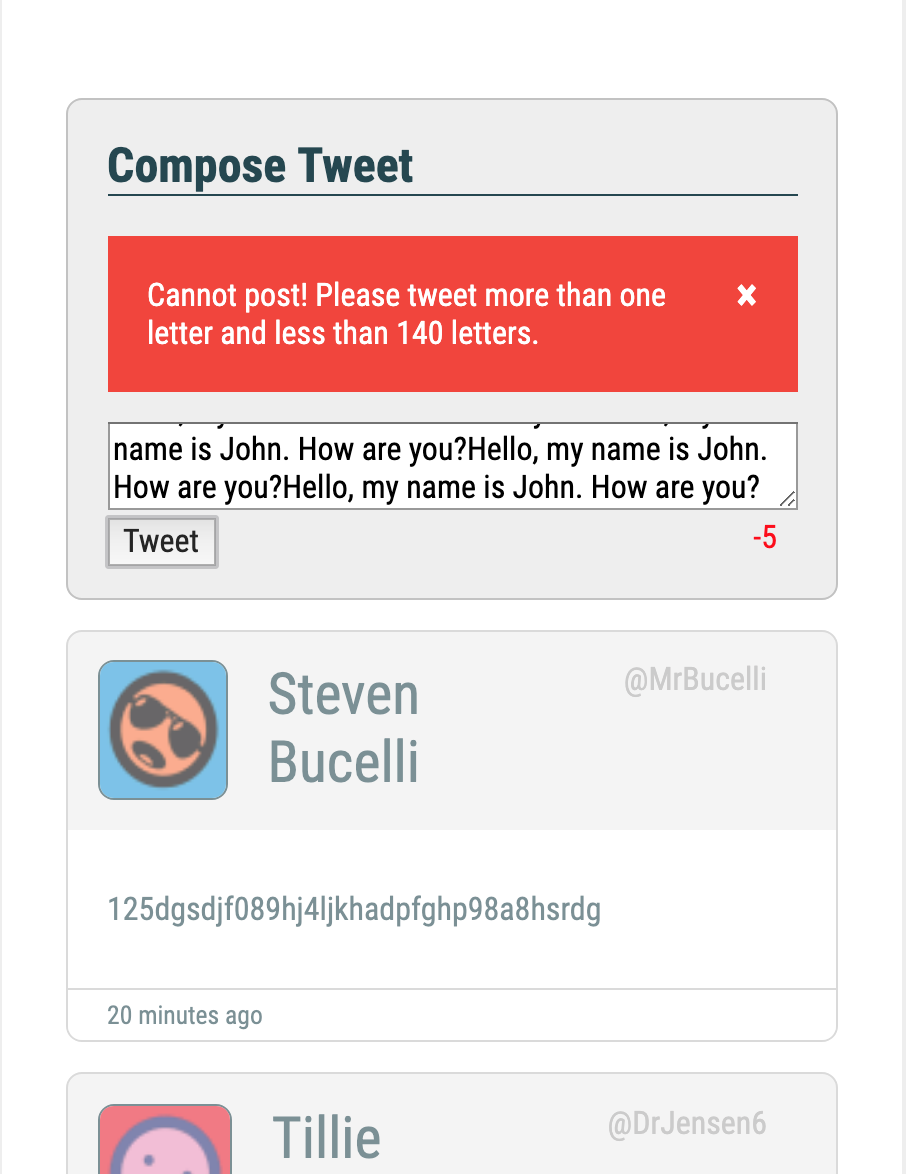 Compose Tweet
Cannot post! Please tweet more than one
letter and less than 140 letters.
name is John. How are you?Hello, my name is John.
How are you?Hello, my name is John. How are you?
Tweet
-5
Steven
Bucelli
@MrBucelli
125dgsdjf089hj4ljkhadpfghp98a8hsrdg
20 minutes ago
Tillie
@DrJensen6